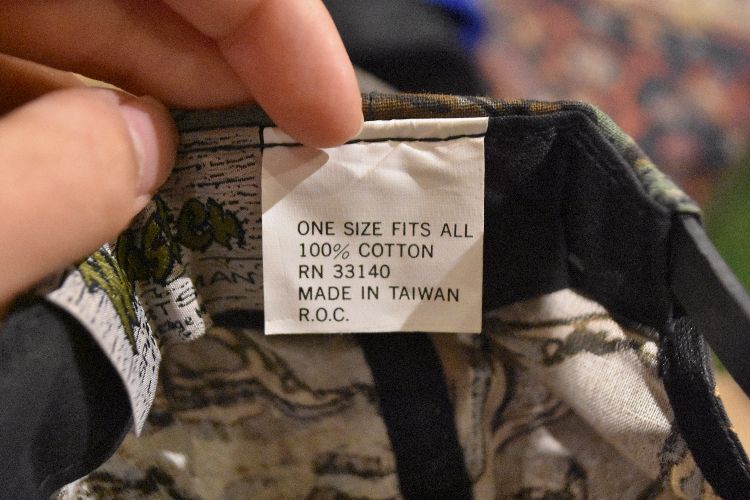 ONE SIZE FITS ALL
100% COTTON
RN 33140
MADE IN TAIWAN
R.O.C.